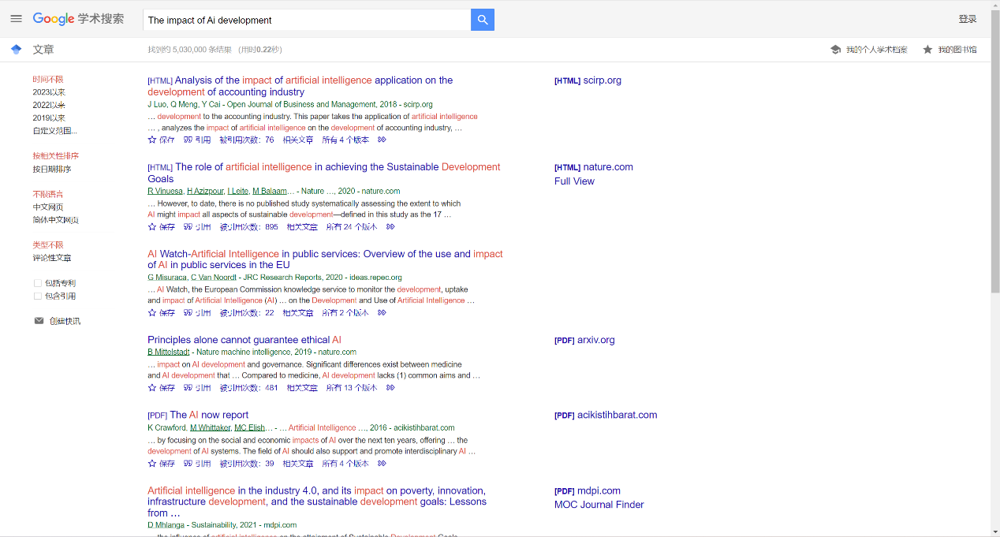 Google 学术搜索
The impact of Ai development
登录
文章
找到约 5,030,000 条结果 （用时0.22秒）
我的个人学术档案
我的图书馆
时间不限
2023以来
2022以来
2019以来
自定义范围...
按相关性排序
按日期排序
不限语言
中文网页
简体中文网页
类型不限
评论性文章
包括专利
包含引用
创建快讯
[HTML] Analysis of the impact of artificial intelligence application on the
development of accounting industry
J Luo, Q Meng, Y Cai - Open Journal of Business and Management, 2018 - scirp.org
… development to the accounting industry. This paper takes the application of artificial intelligence
… , analyzes the impact of artificial intelligence on the development of accounting industry, …
保存 引用 被引用次数：76 相关文章 所有 4 个版本
[HTML] scirp.org
[HTML] The role of artificial intelligence in achieving the Sustainable Development
Goals
R Vinuesa, H Azizpour, I Leite, M Balaam… - Nature …, 2020 - nature.com
… However, to date, there is no published study systematically assessing the extent to which
AI might impact all aspects of sustainable development—defined in this study as the 17 …
保存 引用 被引用次数：895 相关文章 所有 24 个版本
[HTML] nature.com
Full View
AI Watch-Artificial Intelligence in public services: Overview of the use and impact
of AI in public services in the EU
G Misuraca, C Van Noordt - JRC Research Reports, 2020 - ideas.repec.org
… AI Watch, the European Commission knowledge service to monitor the development, uptake
and impact of Artificial Intelligence (AI) … on the Development and Use of Artificial Intelligence …
保存 引用 被引用次数：22 相关文章 所有 2 个版本
Principles alone cannot guarantee ethical AI
B Mittelstadt - Nature machine intelligence, 2019 - nature.com
… impact on AI development and governance. Significant differences exist between medicine
and AI development that … Compared to medicine, AI development lacks (1) common aims and …
保存 引用 被引用次数：481 相关文章 所有 13 个版本
[PDF] arxiv.org
[PDF] The AI now report
K Crawford, M Whittaker, MC Elish… - … Artificial Intelligence …, 2016 - acikistihbarat.com
… by focusing on the social and economic impacts of AI over the next ten years, offering … the
development of AI systems. The field of AI should also support and promote interdisciplinary AI …
保存 引用 被引用次数：39 相关文章 所有 4 个版本
[PDF] acikistihbarat.com
Artificial intelligence in the industry 4.0, and its impact on poverty, innovation,
infrastructure development, and the sustainable development goals: Lessons
from …
D Mhlanga - Sustainability, 2021 - mdpi.com
… the influence of artificial intelligence on the attainment of Sustainable Development Goals
[PDF] mdpi.com
MOC Journal Finder